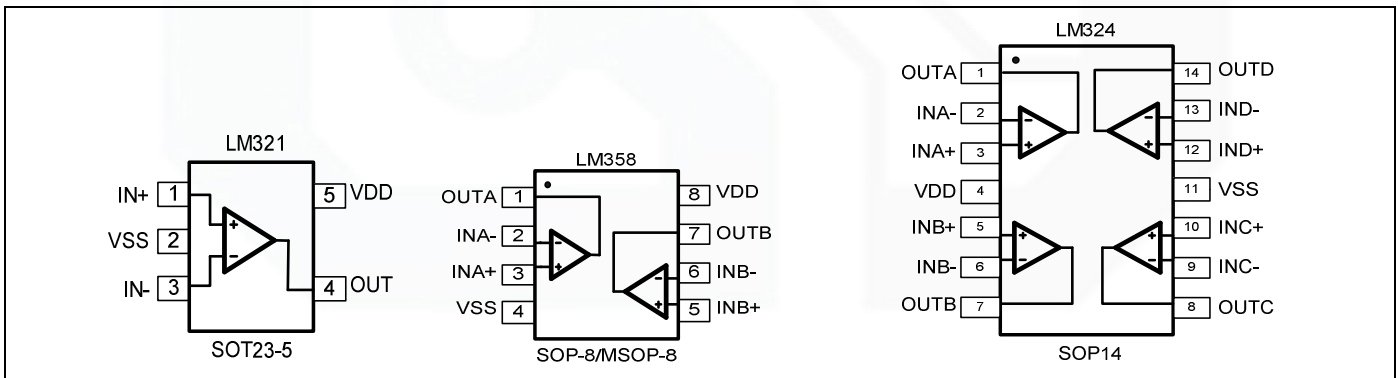 LM321
IN+ 1
VSS 2
IN- 3
5 VDD
4 OUT
+
-
SOT23-5
LM358
OUTA 1
INA- 2
INA+ 3
VSS 4
8 VDD
7 OUTB
6 INB-
5 INB+
-
+
-
+
SOP-8/MSOP-8
LM324
OUTA 1
INA- 2
INA+ 3
VDD 4
INB+ 5
INB- 6
OUTB 7
14 OUTD
13 IND-
12 IND+
11 VSS
10 INC+
9 INC-
8 OUTC
-
+
-
+
+
-
+
-
SOP14